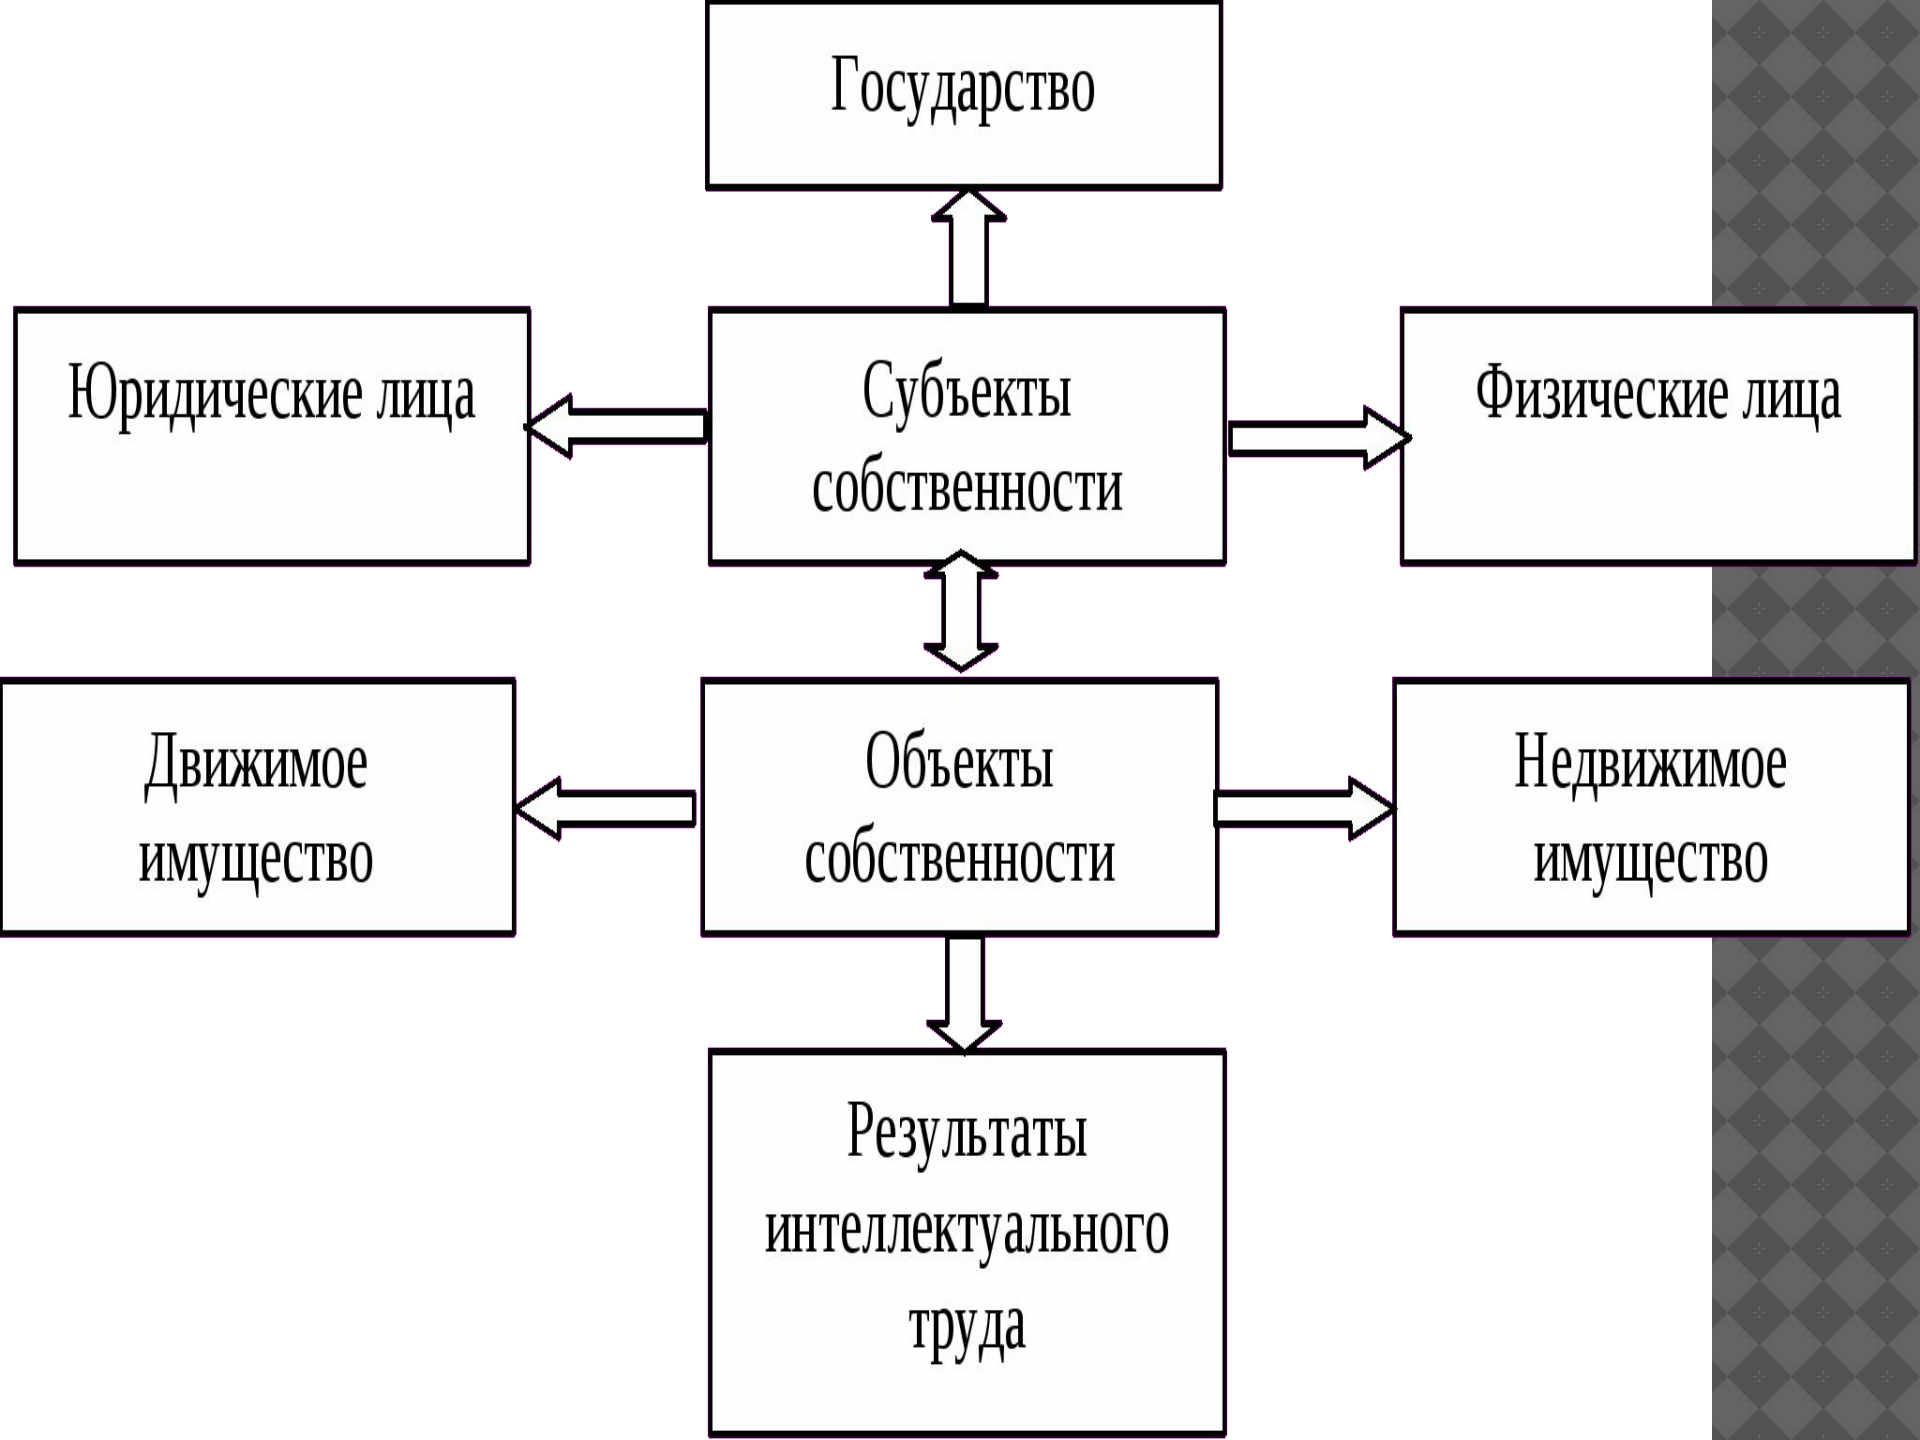 Государство
Юридические лица
Субъекты
собственности
Физические лица
Движимое
имущество
Объекты
собственности
Недвижимое
имущество
Результаты
интеллектуального
труда